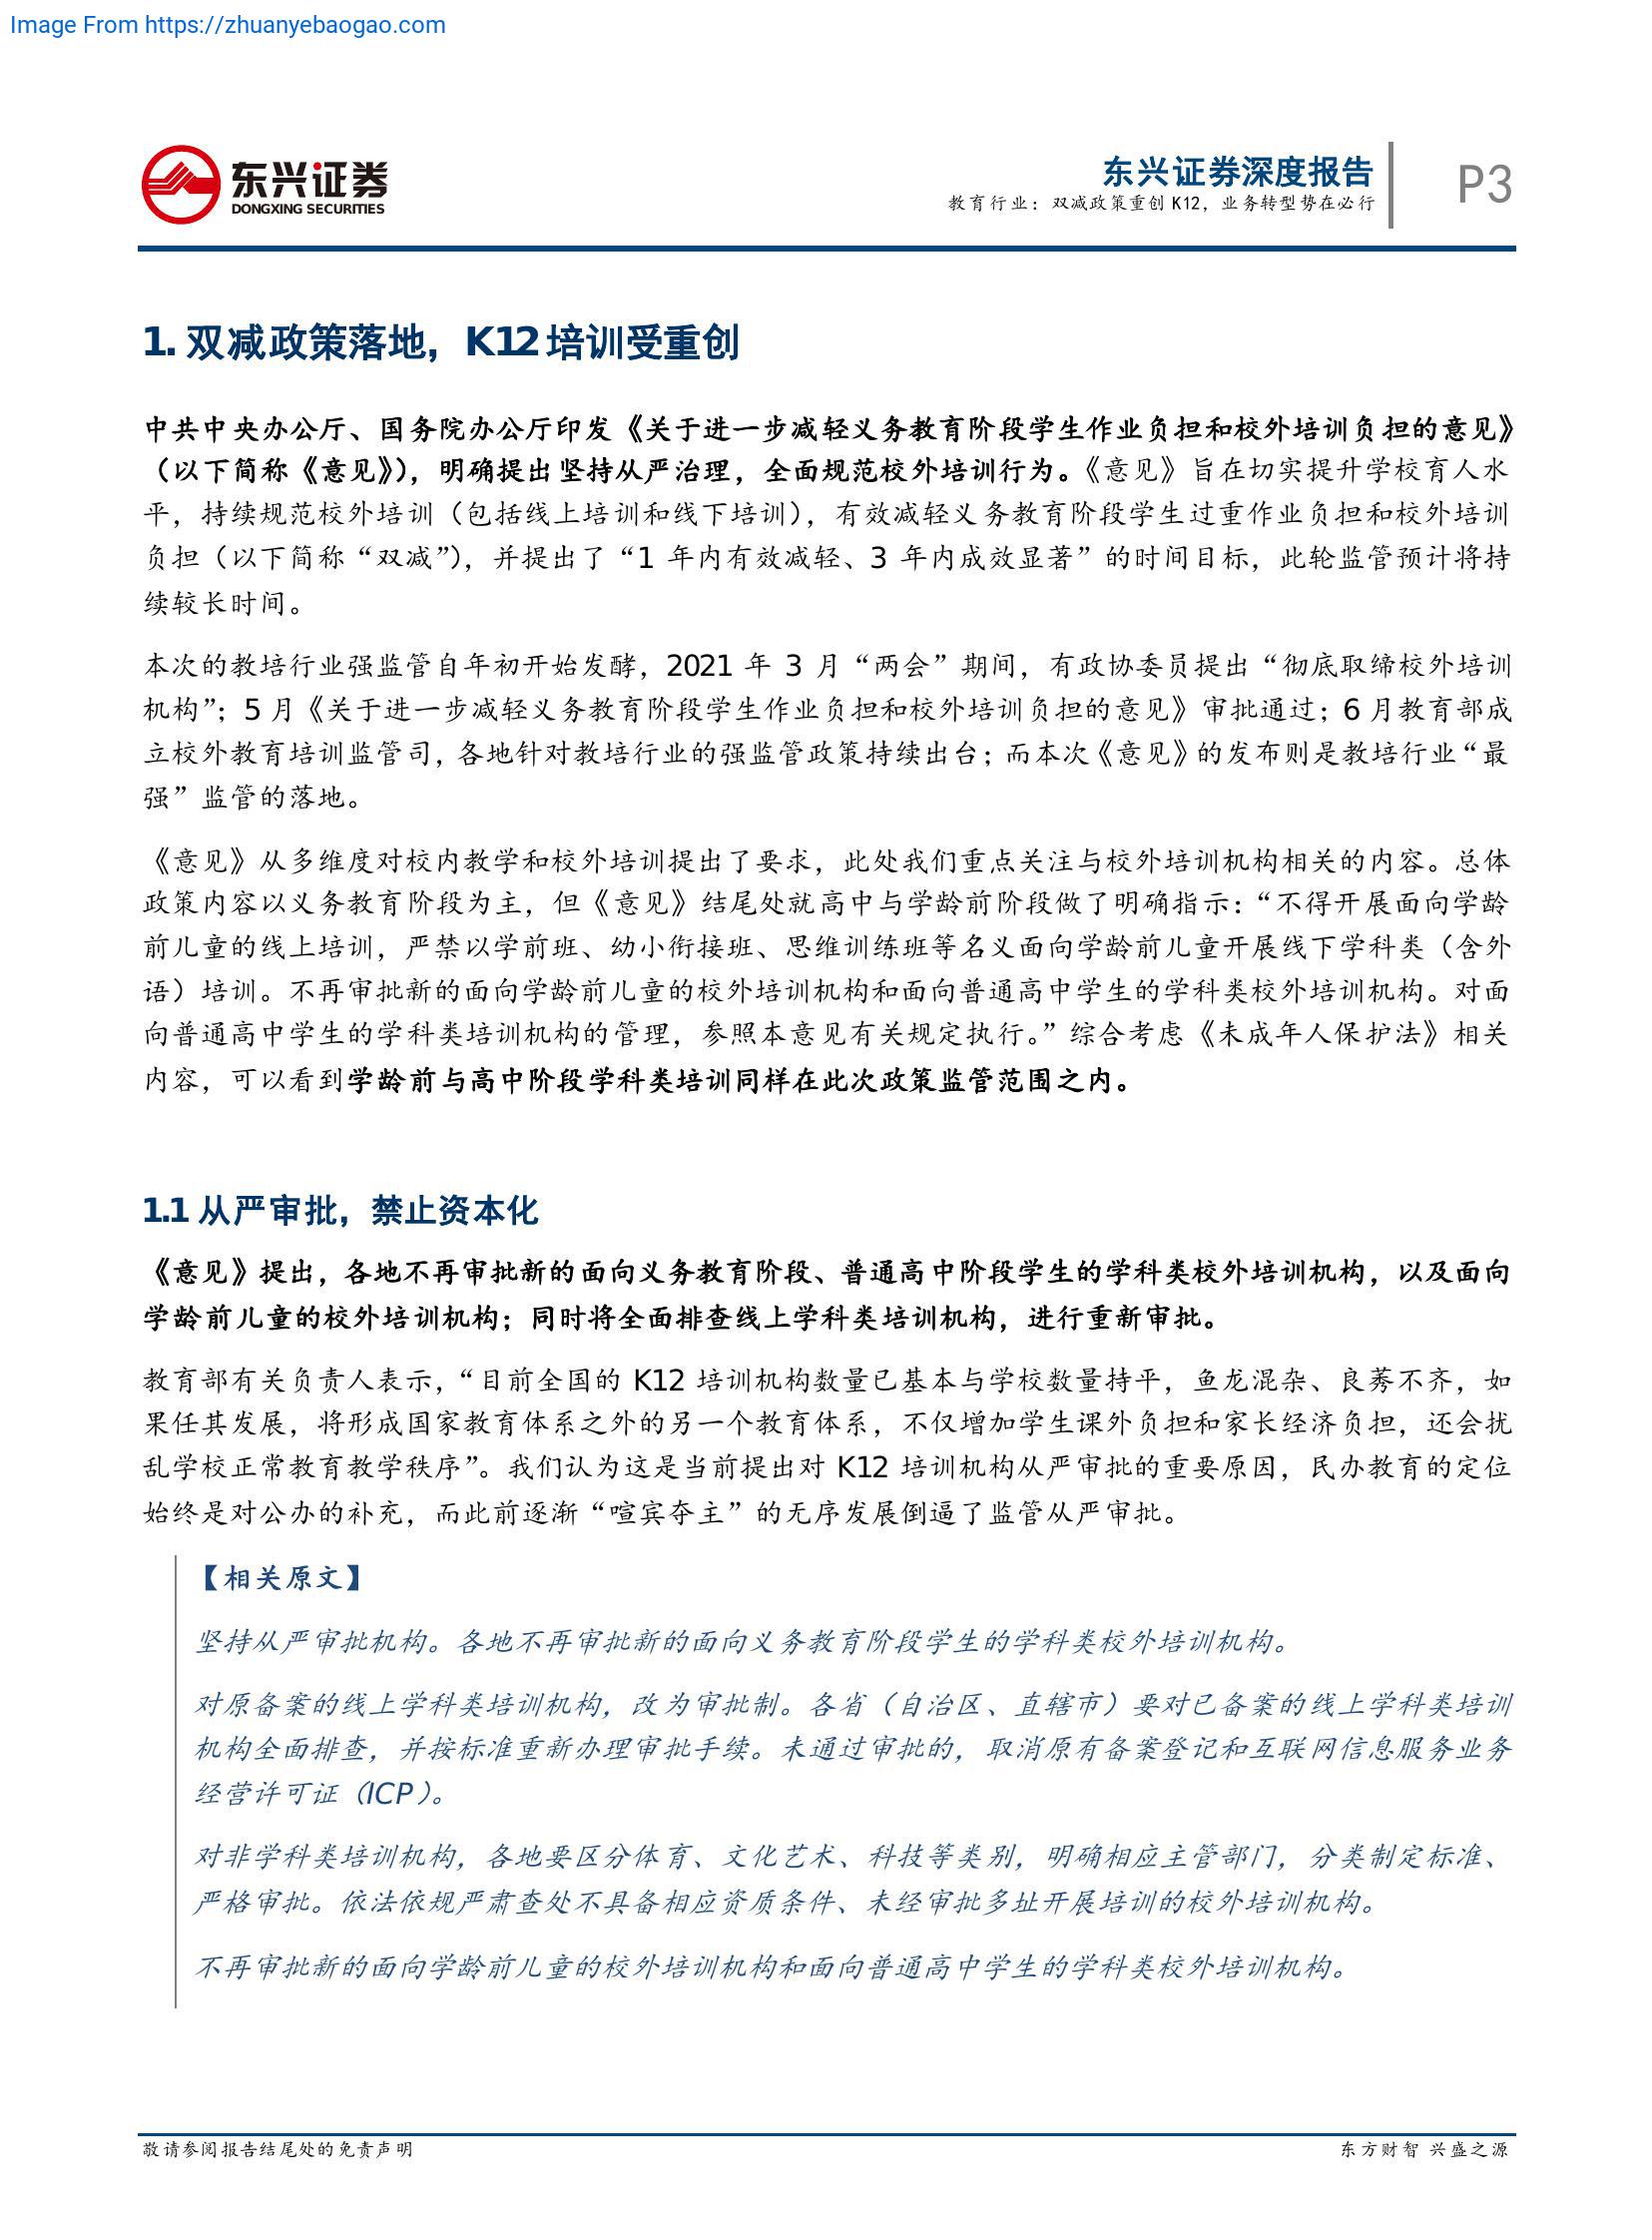 Image From https://zhuanyebaogao.com
东兴证券
DONGXING SECURITIES
东兴证券深度报告
教育行业：双减政策重创 K12，业务转型势在必行
P3
1. 双减政策落地，K12 培训受重创
中共中央办公厅、国务院办公厅印发《关于进一步减轻义务教育阶段学生作业负担和校外培训负担的意见》
（以下简称《意见》），明确提出坚持从严治理，全面规范校外培训行为。《意见》旨在切实提升学校育人水
平，持续规范校外培训（包括线上培训和线下培训），有效减轻义务教育阶段学生过重作业负担和校外培训
负担（以下简称“双减”），并提出了“1 年内有效减轻、3 年内成效显著”的时间目标，此轮监管预计将持
续较长时间。
本次的教培行业强监管自年初开始发酵，2021 年 3 月“两会”期间，有政协委员提出“彻底取缔校外培训
机构”；5 月《关于进一步减轻义务教育阶段学生作业负担和校外培训负担的意见》审批通过；6 月教育部成
立校外教育培训监管司，各地针对教培行业的强监管政策持续出台；而本次《意见》的发布则是教培行业“最
强”监管的落地。
《意见》从多维度对校内教学和校外培训提出了要求，此处我们重点关注与校外培训机构相关的内容。总体
政策内容以义务教育阶段为主，但《意见》结尾处就高中与学龄前阶段做了明确指示：“不得开展面向学龄
前儿童的线上培训，严禁以学前班、幼小衔接班、思维训练班等名义面向学龄前儿童开展线下学科类（含外
语）培训。不再审批新的面向学龄前儿童的校外培训机构和面向普通高中学生的学科类校外培训机构。对面
向普通高中学生的学科类培训机构的管理，参照本意见有关规定执行。”综合考虑《未成年人保护法》相关
内容，可以看到学龄前与高中阶段学科类培训同样在此次政策监管范围之内。
1.1 从严审批，禁止资本化
《意见》提出，各地不再审批新的面向义务教育阶段、普通高中阶段学生的学科类校外培训机构，以及面向
学龄前儿童的校外培训机构；同时将全面排查线上学科类培训机构，进行重新审批。
教育部有关负责人表示，“目前全国的 K12 培训机构数量已基本与学校数量持平，鱼龙混杂、良莠不齐，如
果任其发展，将形成国家教育体系之外的另一个教育体系，不仅增加学生课外负担和家长经济负担，还会扰
乱学校正常教育教学秩序”。我们认为这是当前提出对 K12 培训机构从严审批的重要原因，民办教育的定位
始终是对公办的补充，而此前逐渐“喧宾夺主”的无序发展倒逼了监管从严审批。
【相关原文】
坚持从严审批机构。各地不再审批新的面向义务教育阶段学生的学科类校外培训机构。
对原备案的线上学科类培训机构，改为审批制。各省（自治区、直辖市）要对已备案的线上学科类培训
机构全面排查，并按标准重新办理审批手续。未通过审批的，取消原有备案登记和互联网信息服务业务
经营许可证（ICP）。
对非学科类培训机构，各地要区分体育、文化艺术、科技等类别，明确相应主管部门，分类制定标准、
严格审批。依法依规严肃查处不具备相应资质条件、未经审批多址开展培训的校外培训机构。
不再审批新的面向学龄前儿童的校外培训机构和面向普通高中学生的学科类校外培训机构。
敬请参阅报告结尾处的免责声明
东方财智 兴盛之源